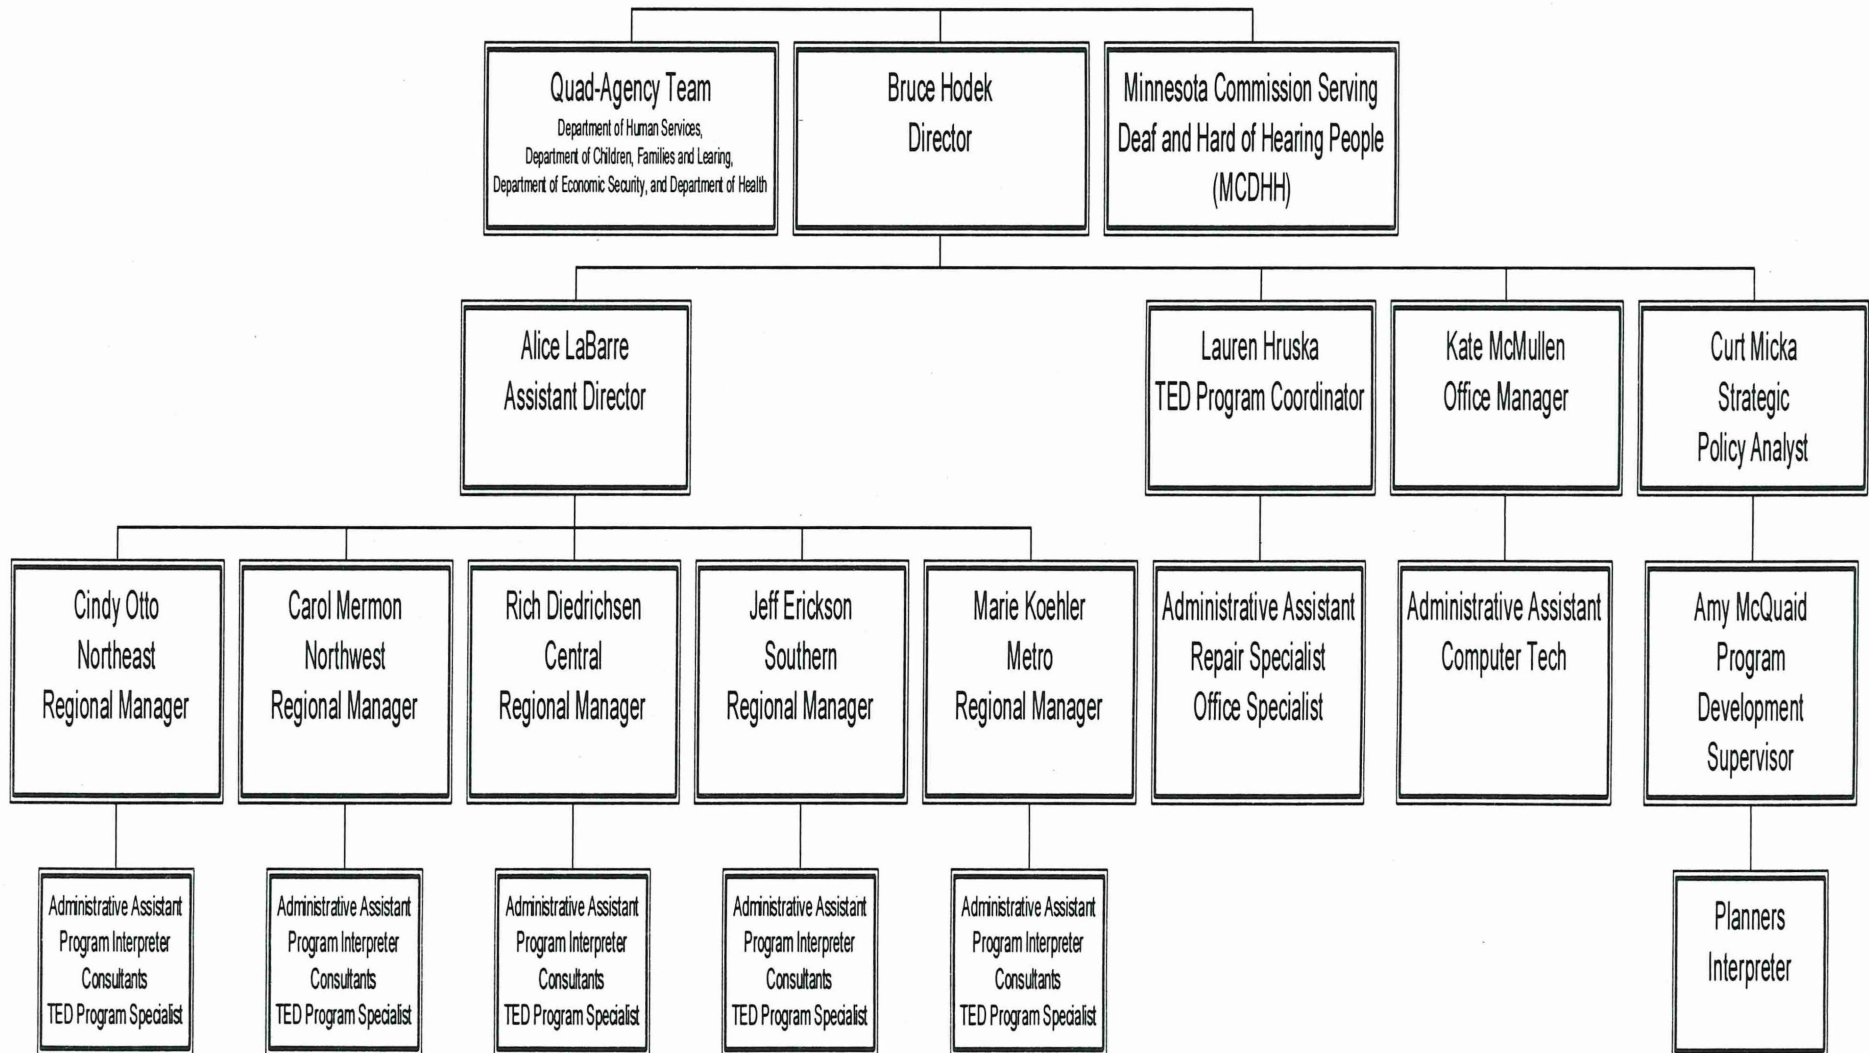 Quad-Agency Team
Department of Human Services,
Department of Children, Families and Learing,
Department of Economic Security, and Department of Health
Bruce Hodek
Director
Minnesota Commission Serving
Deaf and Hard of Hearing People
(MCDHH)
Alice LaBarre
Assistant Director
Lauren Hruska
TED Program Coordinator
Kate McMullen
Office Manager
Curt Micka
Strategic
Policy Analyst
Cindy Otto
Northeast
Regional Manager
Carol Mermon
Northwest
Regional Manager
Rich Diedrichsen
Central
Regional Manager
Jeff Erickson
Southern
Regional Manager
Marie Koehler
Metro
Regional Manager
Administrative Assistant
Repair Specialist
Office Specialist
Administrative Assistant
Computer Tech
Amy McQuaid
Program
Development
Supervisor
Administrative Assistant
Program Interpreter
Consultants
TED Program Specialist
Administrative Assistant
Program Interpreter
Consultants
TED Program Specialist
Administrative Assistant
Program Interpreter
Consultants
TED Program Specialist
Administrative Assistant
Program Interpreter
Consultants
TED Program Specialist
Administrative Assistant
Program Interpreter
Consultants
TED Program Specialist
Planners
Interpreter